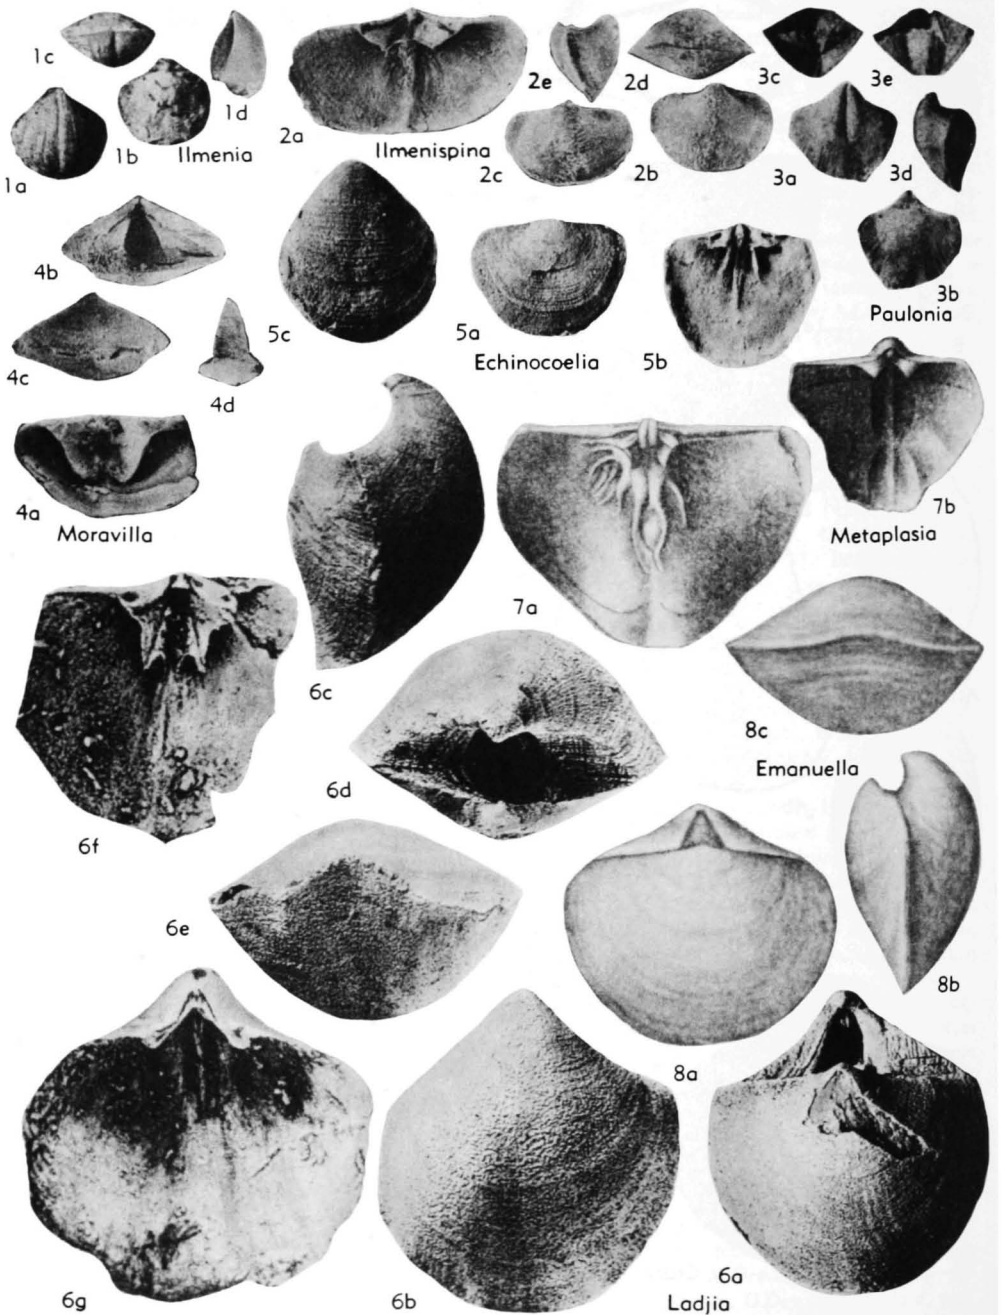 1c
1d
2a
2e
2d
3c
3e
1a
1b
Ilmenia
Ilmenispina
2c
2b
3a
3d
4b
5c
5a
Echinocoelia
5b
3b
Paulonia
4c
4d
4a
Moravilla
6c
7a
7b
Metaplasia
6f
6d
8c
Emanuella
6e
8a
8b
6g
6b
6a
Ladjia